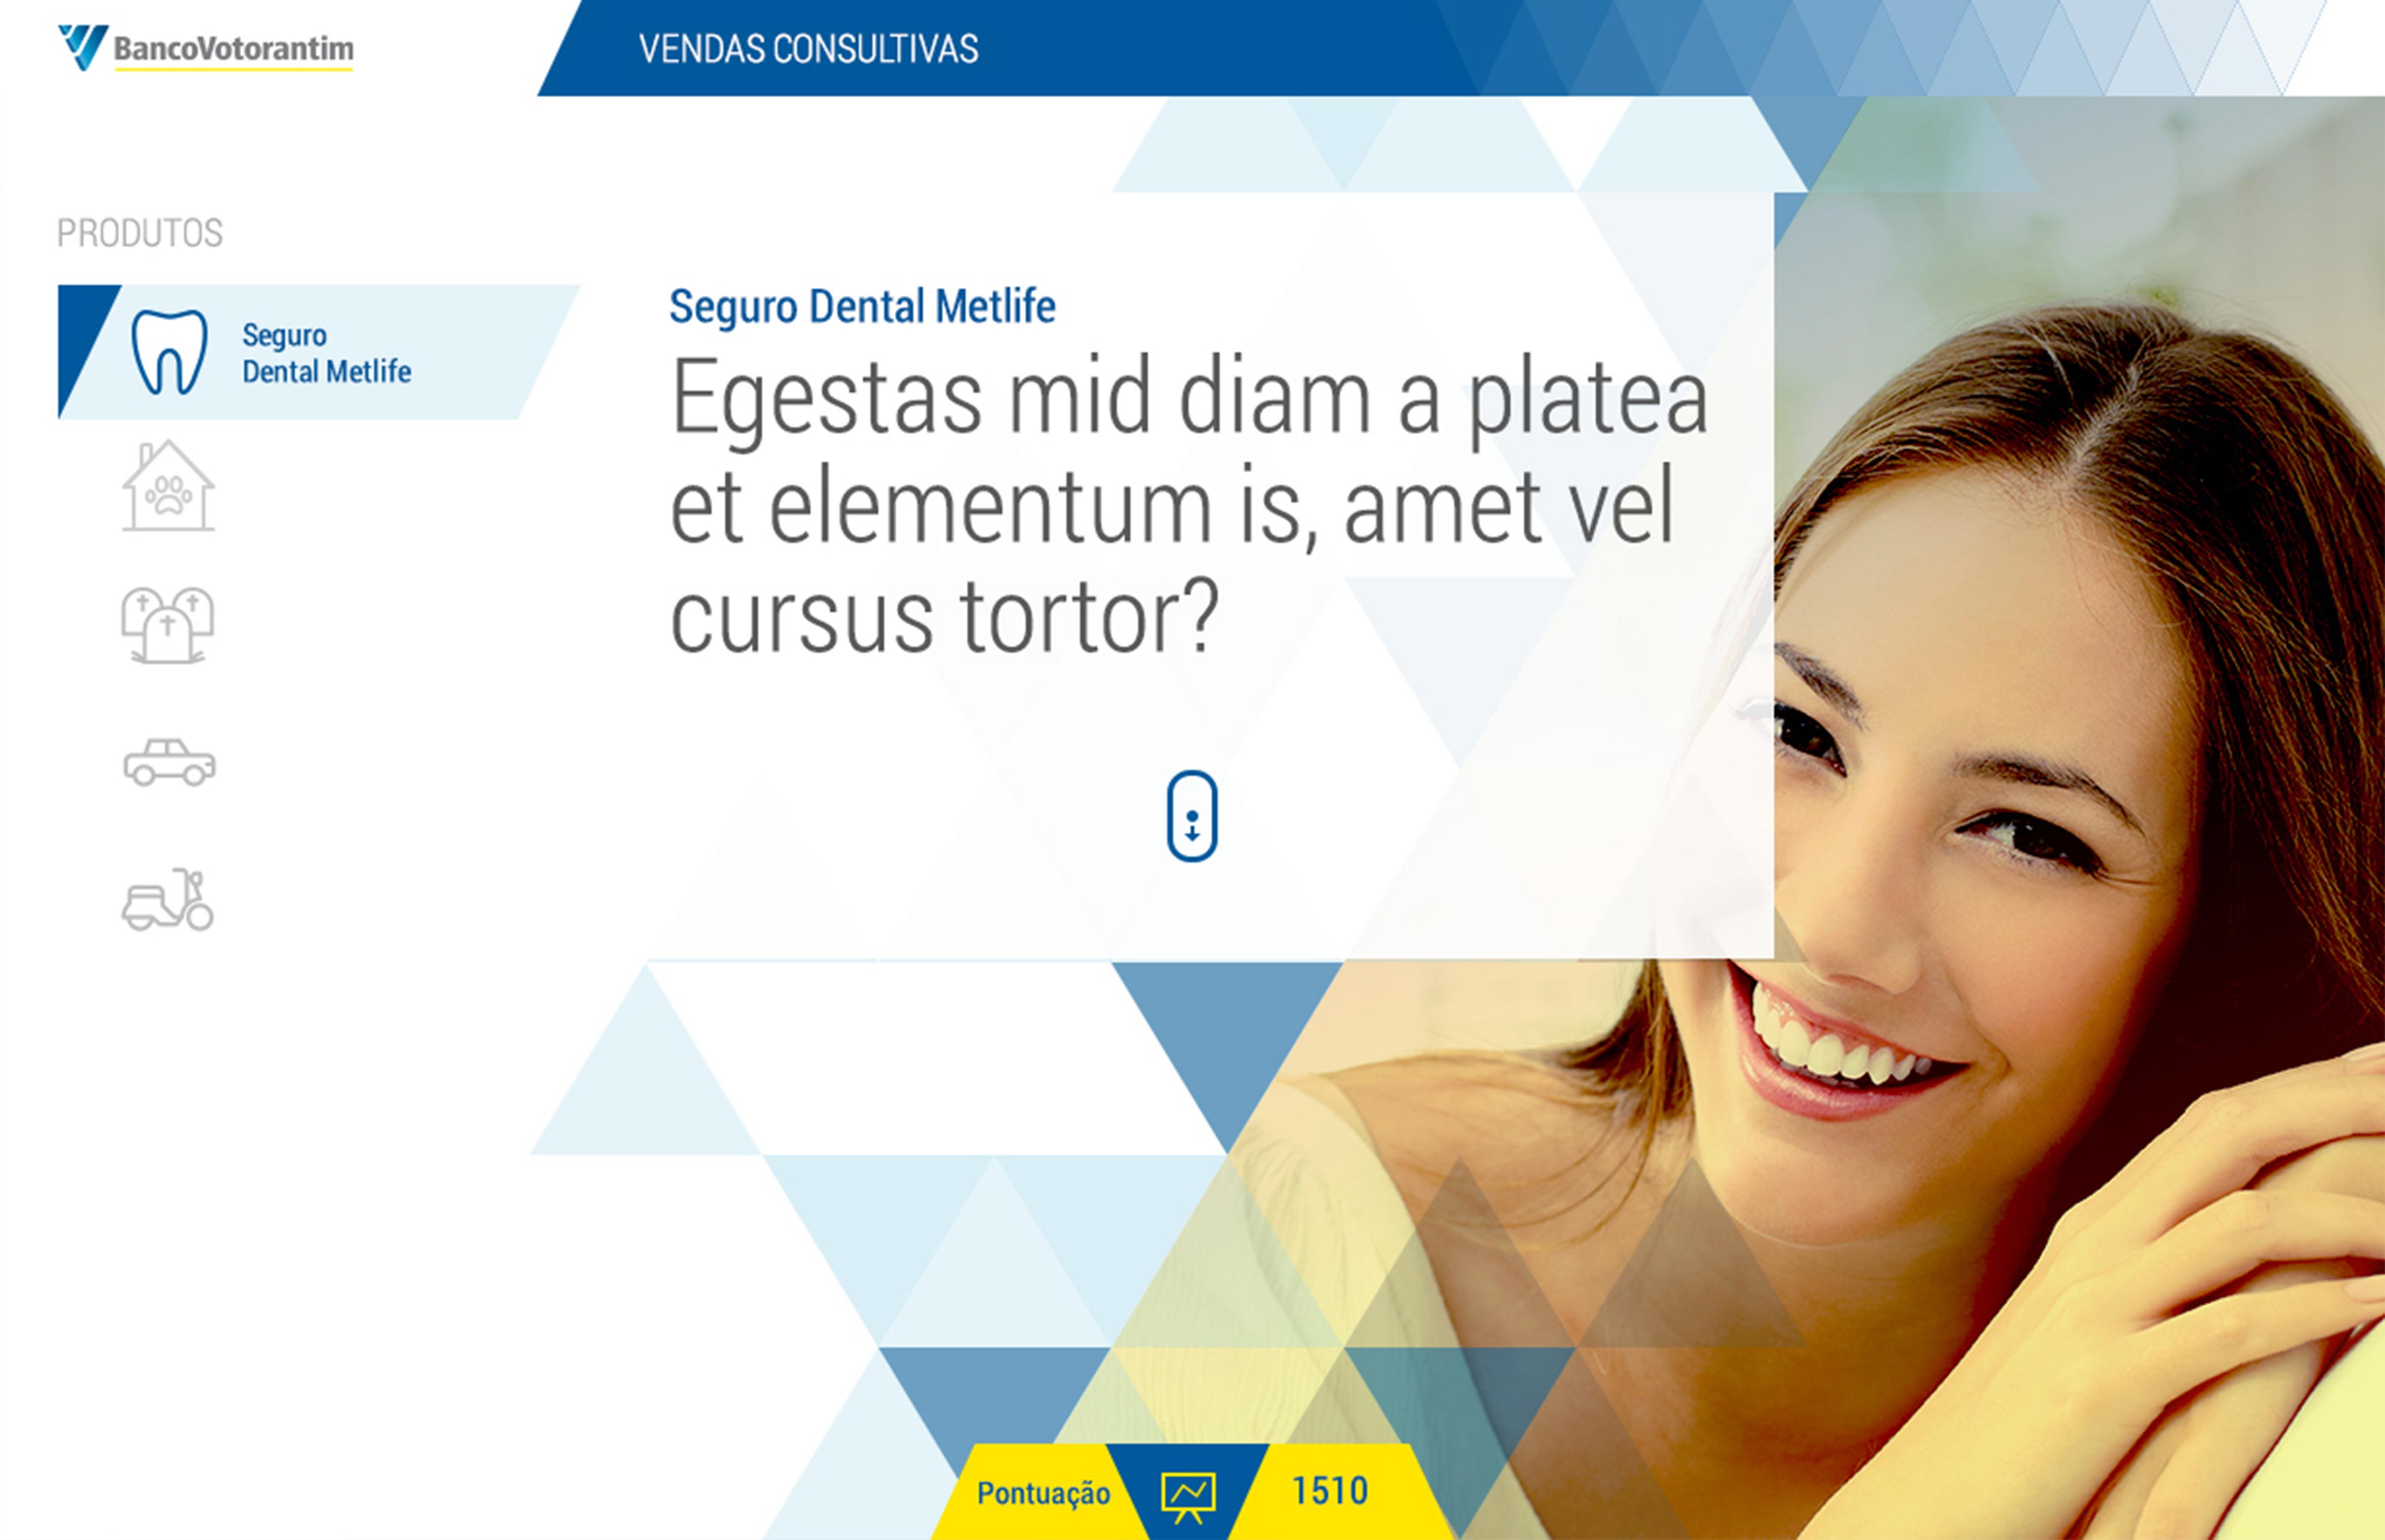 BancoVotorantim
VENDAS CONSULTIVAS
PRODUTOS
Seguro
Dental Metlife
Seguro Dental Metlife
Egestas mid diam a platea
et elementum is, amet vel
cursus tortor?
Pontuação
1510